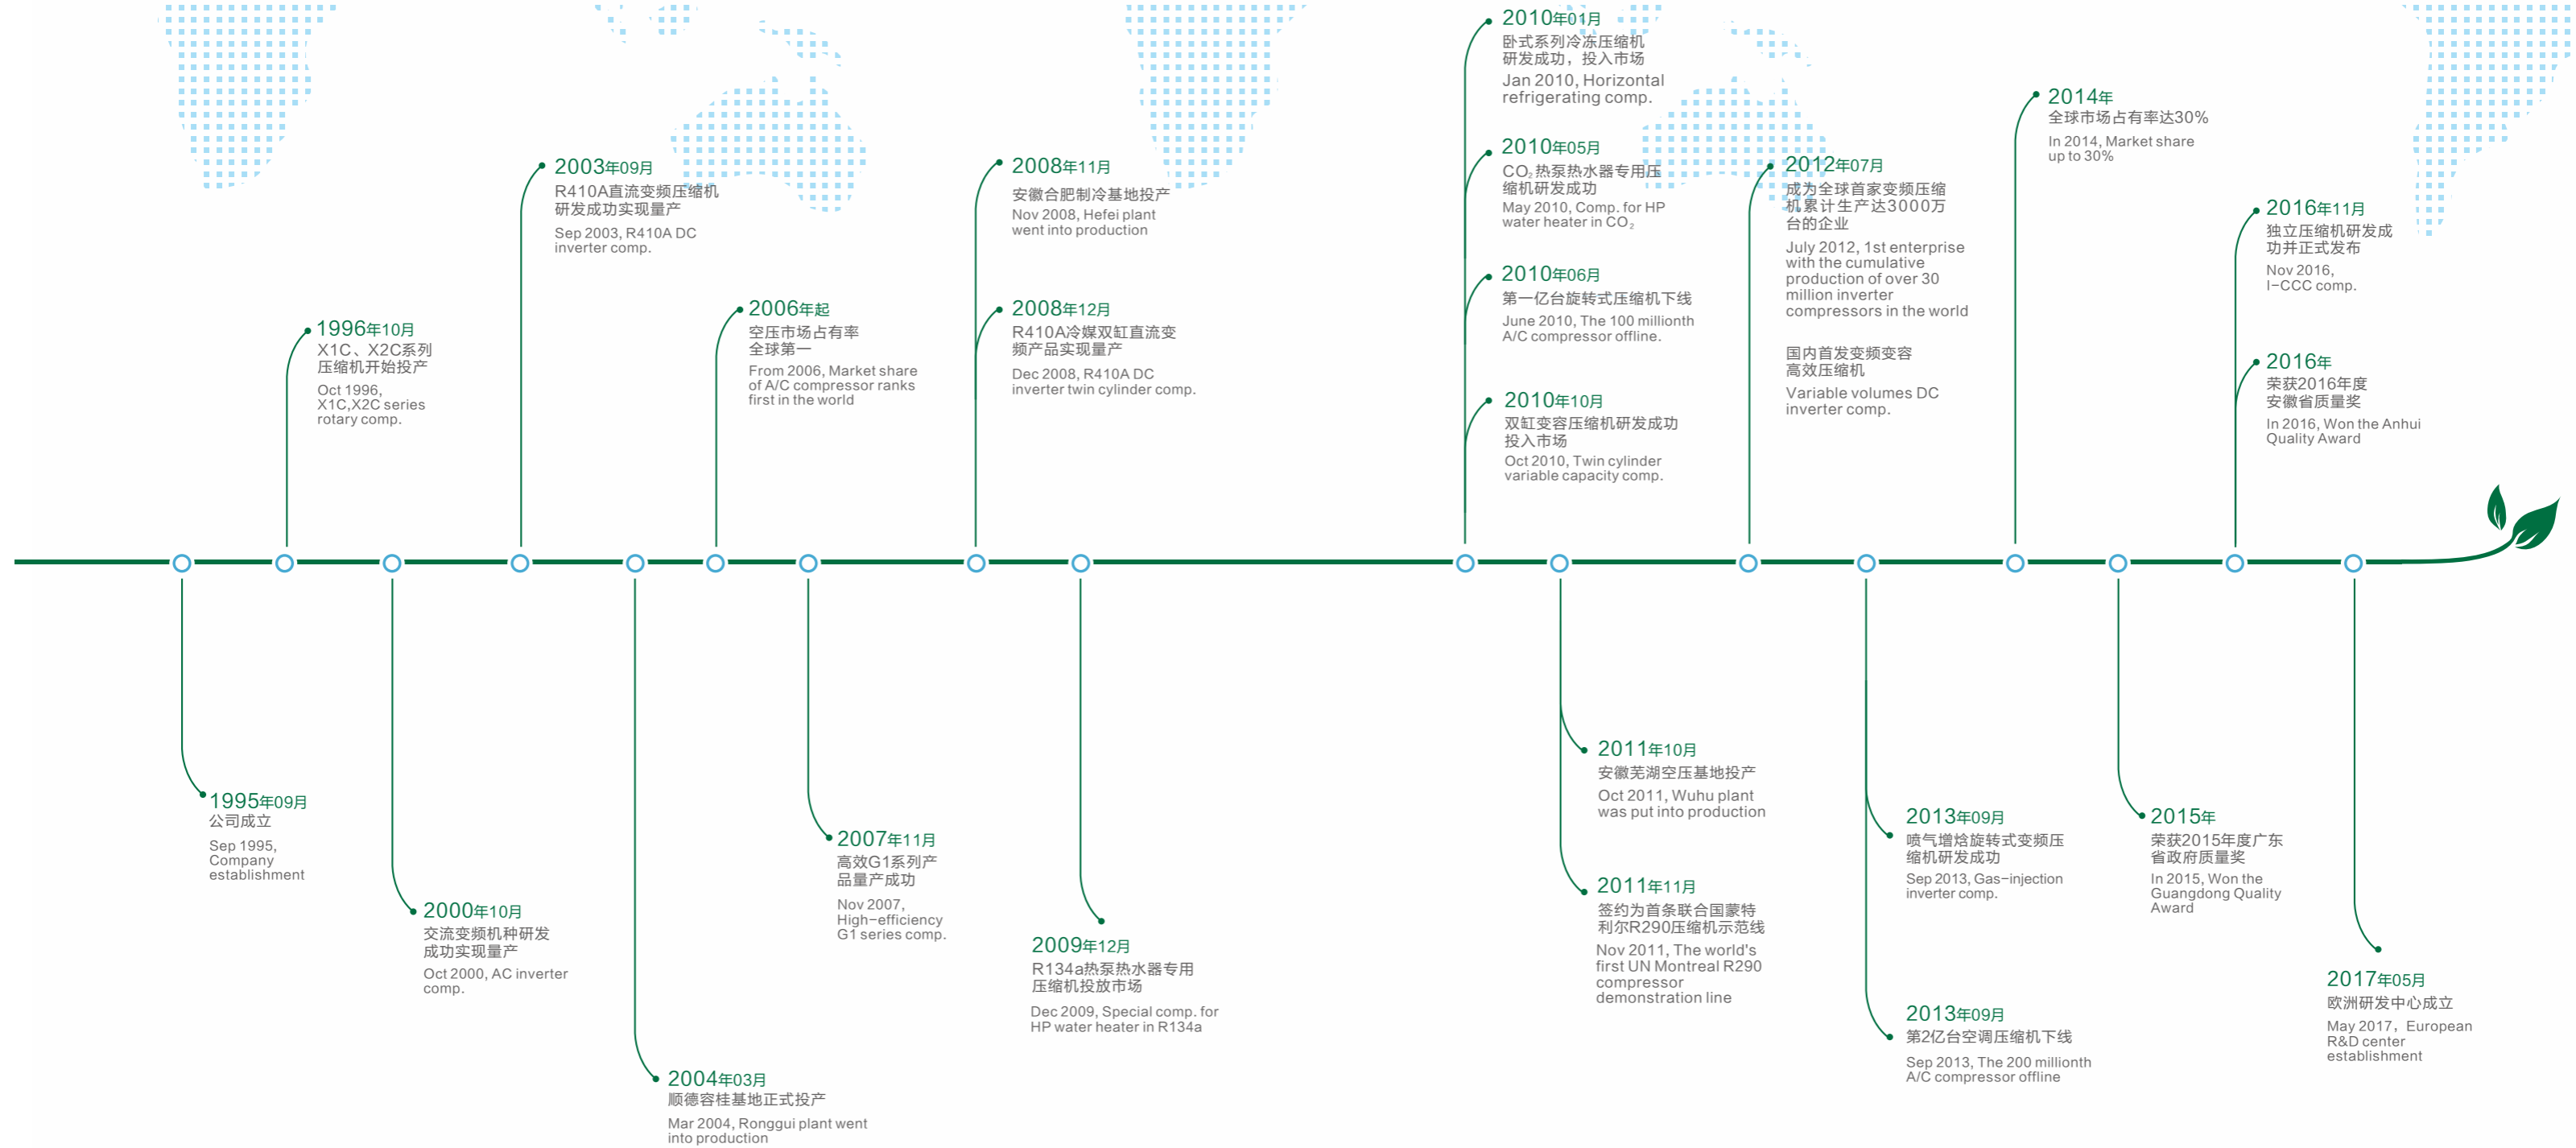 1995年09月
公司成立
Sep 1995,
Company
establishment
1996年10月
X1C、X2C系列
压缩机开始投产
Oct 1996,
X1C,X2C series
rotary comp.
2000年10月
交流变频机种研发
成功实现量产
Oct 2000, AC inverter
comp.
2003年09月
R410A直流变频压缩机
研发成功实现量产
Sep 2003, R410A DC
inverter comp.
2004年03月
顺德容桂基地正式投产
Mar 2004, Ronggui plant went
into production
2006年起
空压市场占有率
全球第一
From 2006, Market share
of A/C compressor ranks
first in the world
2007年11月
高效G1系列产
品量产成功
Nov 2007,
High-efficiency
G1 series comp.
2008年11月
安徽合肥制冷基地投产
Nov 2008, Hefei plant
went into production
2008年12月
R410A冷媒双缸直流变
频产品实现量产
Dec 2008, R410A DC
inverter twin cylinder comp.
2009年12月
R134a热泵热水器专用
压缩机投放市场
Dec 2009, Special comp. for
HP water heater in R134a
2010年01月
卧式系列冷冻压缩机
研发成功，投入市场
Jan 2010, Horizontal
refrigerating comp.
2010年05月
CO₂热泵热水器专用压
缩机研发成功
May 2010, Comp. for HP
water heater in CO₂
2010年06月
第一亿台旋转式压缩机下线
June 2010, The 100 millionth
A/C compressor offline.
2010年10月
双缸变容压缩机研发成功
投入市场
Oct 2010, Twin cylinder
variable capacity comp.
2011年10月
安徽芜湖空压基地投产
Oct 2011, Wuhu plant
was put into production
2011年11月
签约为首条联合国蒙特
利尔R290压缩机示范线
Nov 2011, The world's
first UN Montreal R290
compressor
demonstration line
2012年07月
成为全球首家变频压缩
机累计生产达3000万
台的企业
July 2012, 1st enterprise
with the cumulative
production of over 30
million inverter
compressors in the world
国内首发变频变容
高效压缩机
Variable volumes DC
inverter comp.
2013年09月
喷气增焓旋转式变频压
缩机研发成功
Sep 2013, Gas-injection
inverter comp.
2013年09月
第2亿台空调压缩机下线
Sep 2013, The 200 millionth
A/C compressor offline
2014年
全球市场占有率达30%
In 2014, Market share
up to 30%
2015年
荣获2015年度广东
省政府质量奖
In 2015, Won the
Guangdong Quality
Award
2016年11月
独立压缩机研发成
功并正式发布
Nov 2016,
I-CCC comp.
2016年
荣获2016年度
安徽省质量奖
In 2016, Won the Anhui
Quality Award
2017年05月
欧洲研发中心成立
May 2017，European
R&D center
establishment